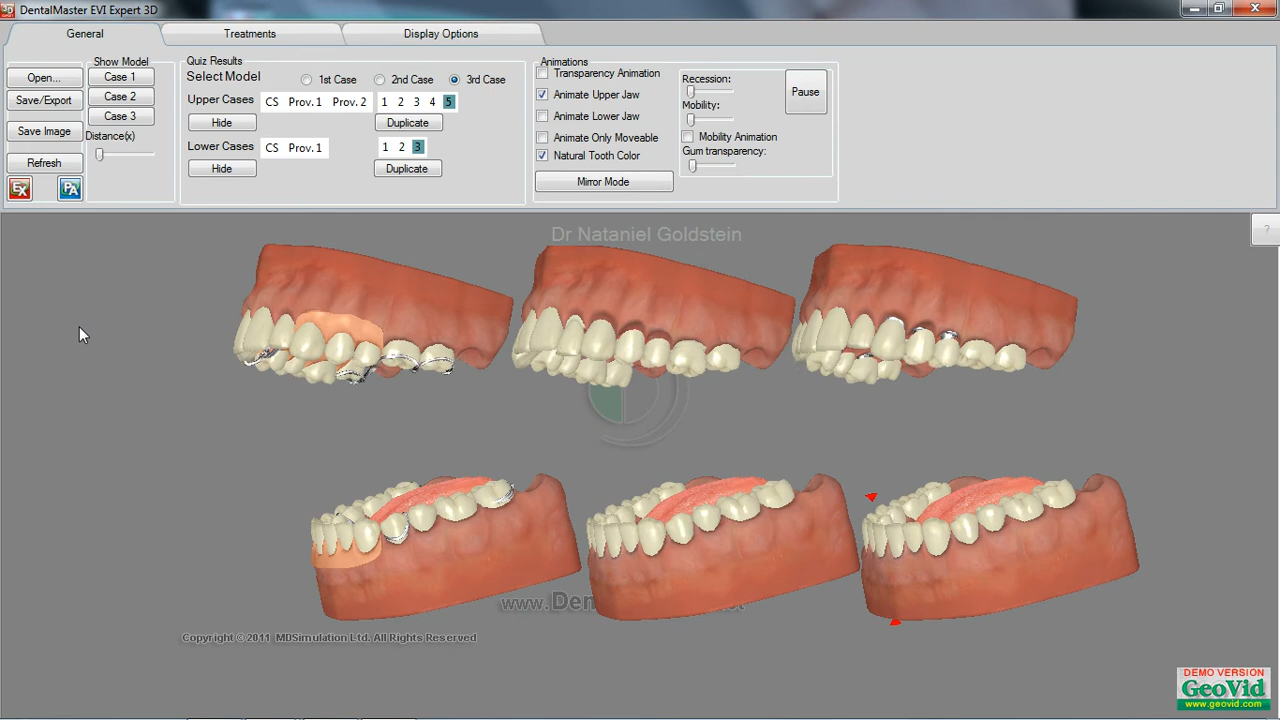 DentalMaster EVI Expert 3D
General
Treatments
Display Options
Open...
Save/Export
Save Image
Refresh
EX
PA
Show Model
Case 1
Case 2
Case 3
Distance(x)
Quiz Results
Select Model
1st Case
2nd Case
3rd Case
Upper Cases
CS Prov.1 Prov.2
1 2 3 4 5
Hide
Duplicate
Lower Cases
CS Prov.1
1 2 3
Hide
Duplicate
Animations
Transparency Animation
Animate Upper Jaw
Animate Lower Jaw
Animate Only Moveable
Natural Tooth Color
Mirror Mode
Recession:
Mobility:
Mobility Animation
Gum transparency:
Pause
?
Dr Nataniel Goldstein
Copyright © 2011 MDSimulation Ltd. All Rights Reserved
DEMO VERSION
GeoVid
www.geovid.com